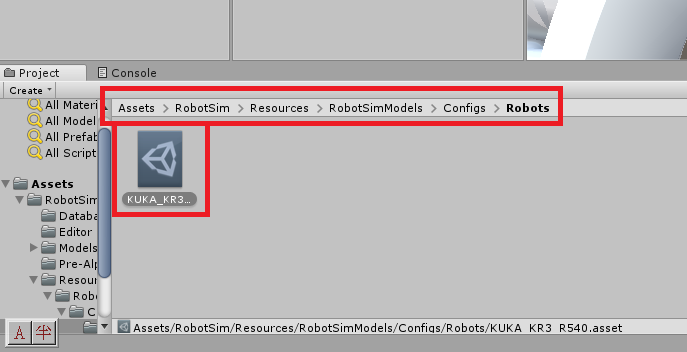 Project
Console
Create
All Materi
All Model
All Prefab
All Script
Assets
RobotSim
Databa
Editor
Models
Pre-Alp
Resour
Robo
C
Assets > RobotSim > Resources > RobotSimModels > Configs > Robots
KUKA_KR3...
Assets/RobotSim/Resources/RobotSimModels/Configs/Robots/KUKA_KR3_R540.asset
A 半